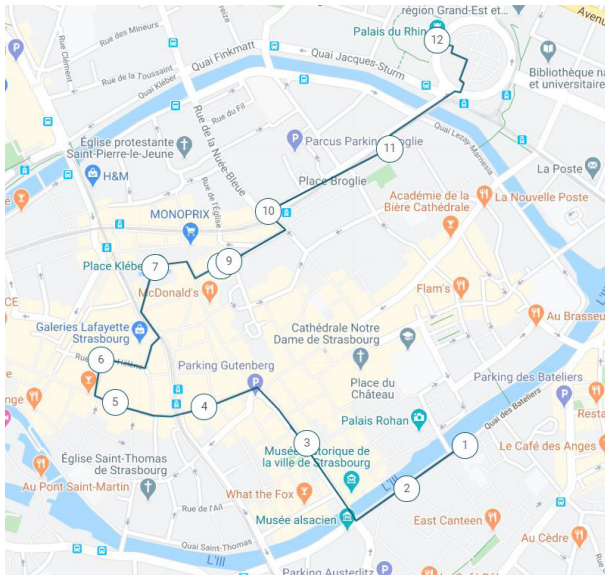 région Grand-Est et...
Palais du Rhin
12
Avenue
Rue des Mineurs
Quai Finkmatt
Quai Jacques-Sturm
Rue Clément
Rue de la Toussaint
Quai Kléber
Bibliothèque na
et universitaire
Rue du Fil
Rue de la Nuée-Bleue
Église protestante
Saint-Pierre-le-Jeune
Parcus Parking Broglie
11
Quai Lezay-Marnésia
H&M
Place Broglie
La Poste
Rue de l'Église
Académie de la
Bière Cathédrale
La Nouvelle Poste
MONOPRIX
10
Place Kléber
7
9
McDonald's
Flam's
L'Ill
Au Brasseu
Galeries Lafayette
Strasbourg
Cathédrale Notre
Dame de Strasbourg
6
Parking Gutenberg
Place du
Château
Parking des Bateliers
5
4
Quai des Bateliers
Resta
Palais Rohan
3
1
Musée historique de
la ville de Strasbourg
Le Café des Anges
Église Saint-Thomas
de Strasbourg
Au Pont Saint-Martin
What the Fox
L'Ill
2
Rue de l'Ail
Musée alsacien
East Canteen
Au Cèdre
Quai Saint-Thomas
L'Ill
Parking Austerlitz